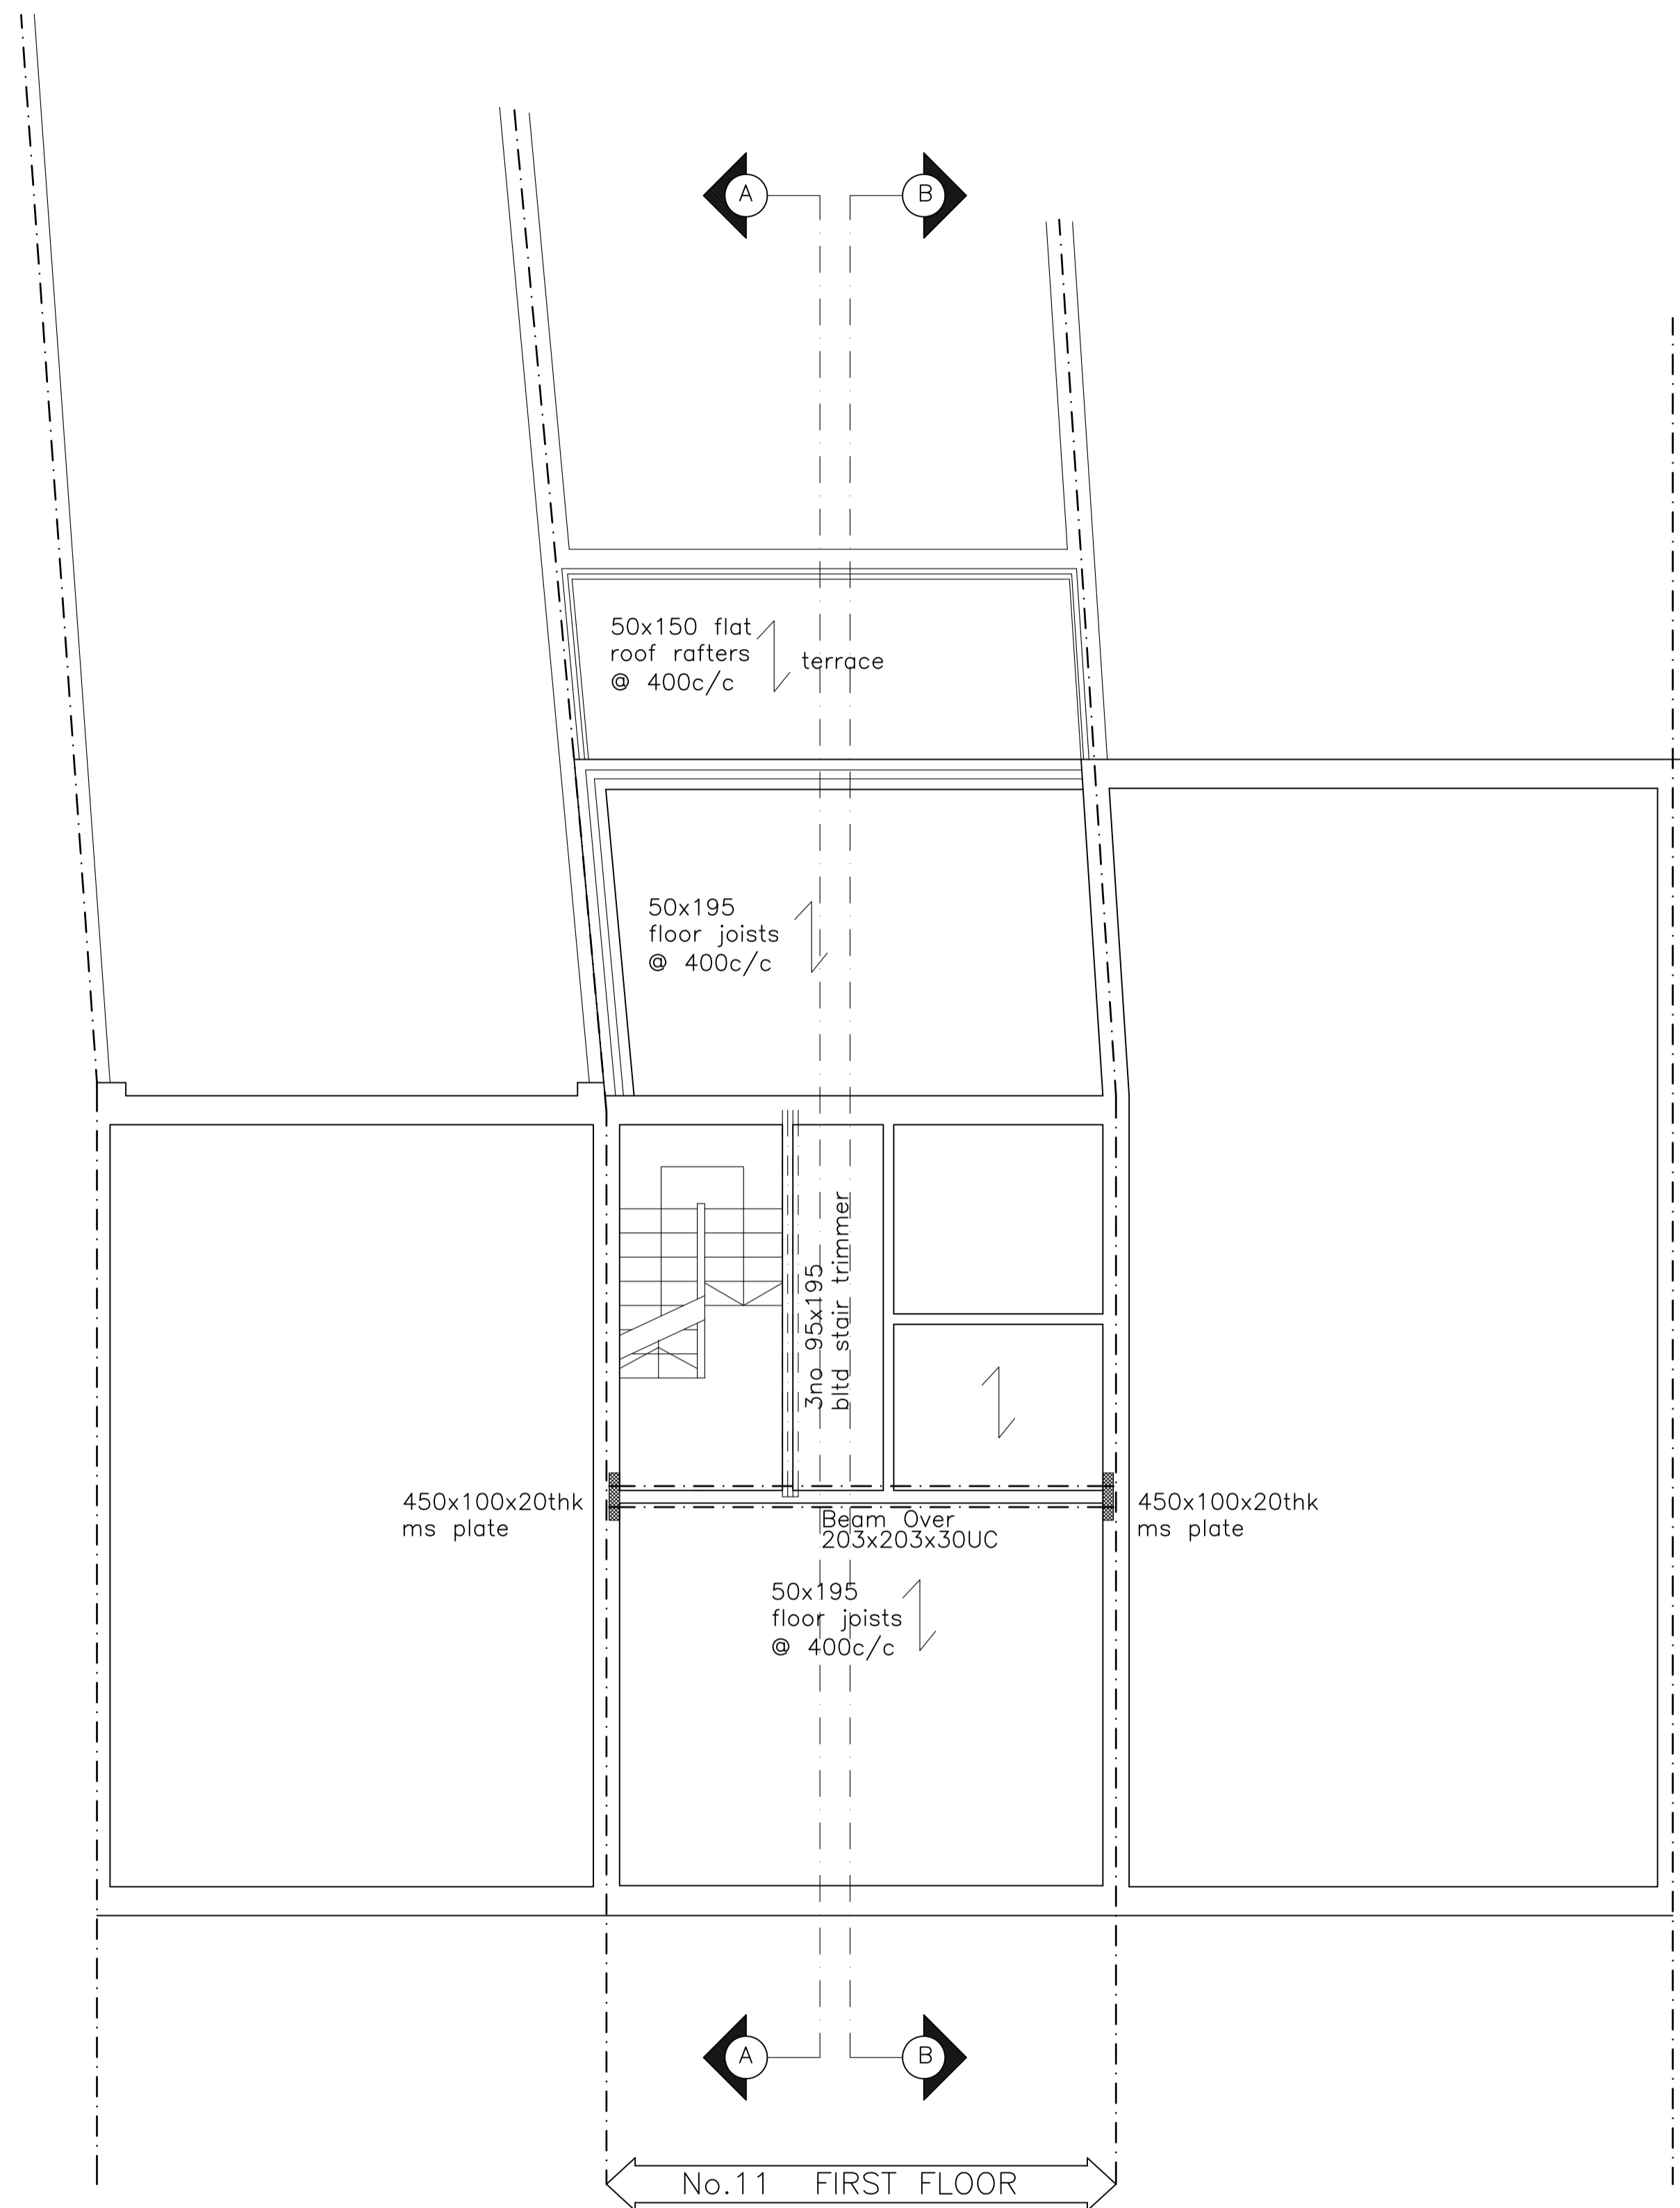 A
B
50x150 flat
roof rafters
@ 400c/c
terrace
50x195
floor joists
@ 400c/c
3no 95x195
bltd stair trimmer
450x100x20thk
ms plate
450x100x20thk
ms plate
Beam Over
203x203x30UC
50x195
floor joists
@ 400c/c
A
B
No.11 FIRST FLOOR